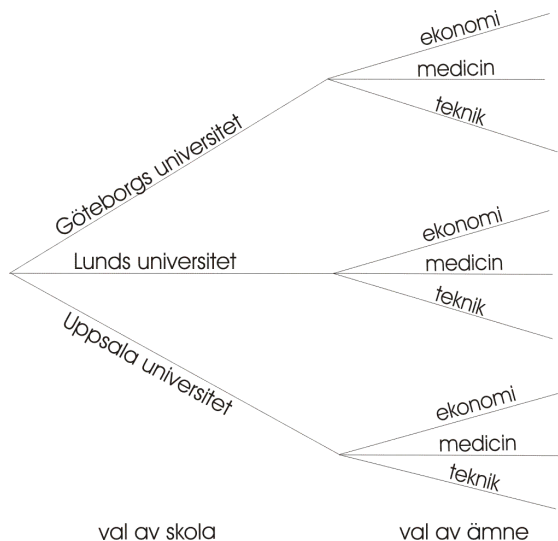 ekonomi
medicin
teknik
Göteborgs universitet
ekonomi
Lunds universitet
medicin
teknik
Uppsala universitet
ekonomi
medicin
teknik
val av skola
val av ämne